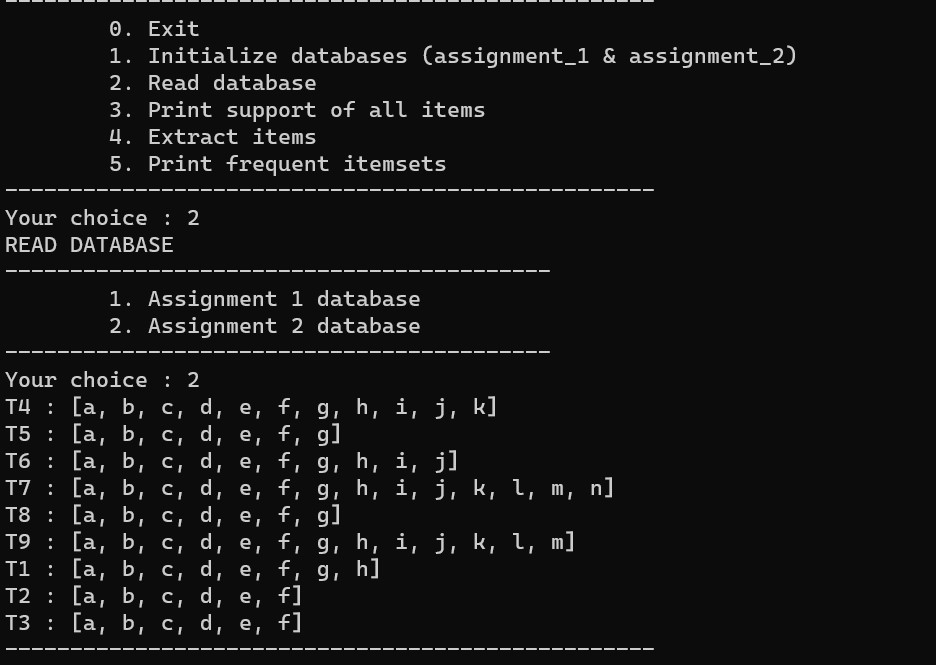 0. Exit
1. Initialize databases (assignment_1 & assignment_2)
2. Read database
3. Print support of all items
4. Extract items
5. Print frequent itemsets
--------------------------------------------------
Your choice : 2
READ DATABASE
------------------------------------------
1. Assignment 1 database
2. Assignment 2 database
------------------------------------------
Your choice : 2
T4 : [a, b, c, d, e, f, g, h, i, j, k]
T5 : [a, b, c, d, e, f, g]
T6 : [a, b, c, d, e, f, g, h, i, j]
T7 : [a, b, c, d, e, f, g, h, i, j, k, l, m, n]
T8 : [a, b, c, d, e, f, g]
T9 : [a, b, c, d, e, f, g, h, i, j, k, l, m]
T1 : [a, b, c, d, e, f, g, h]
T2 : [a, b, c, d, e, f]
T3 : [a, b, c, d, e, f]
--------------------------------------------------